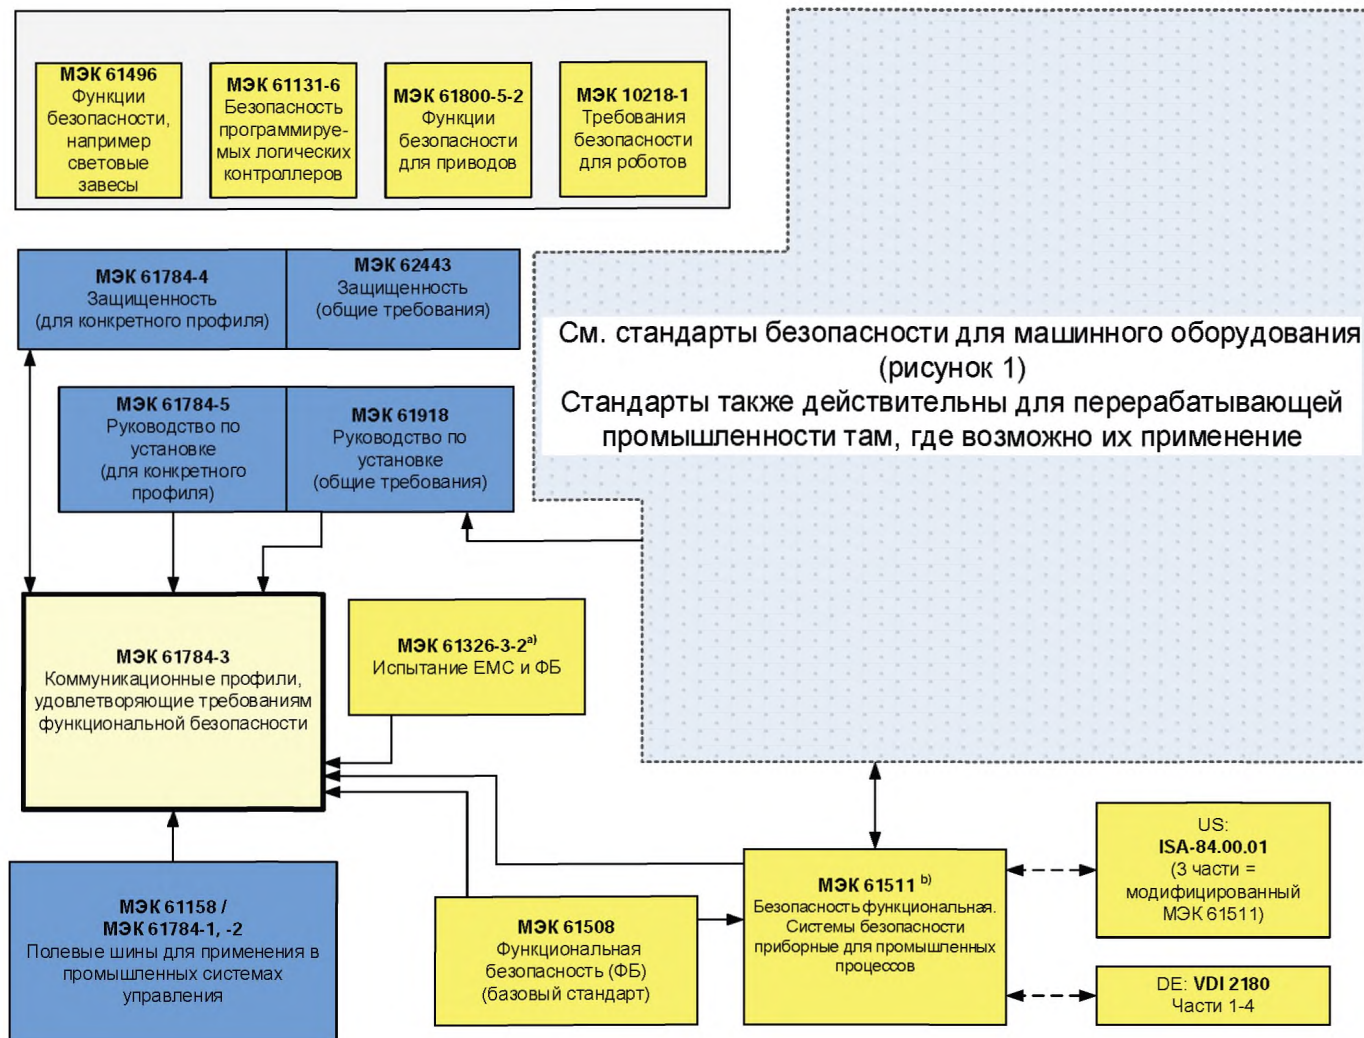 МЭК 61496
Функции
безопасности,
например
световые
завесы
МЭК 61131-6
Безопасность
программируе-
мых логических
контроллеров
МЭК 61800-5-2
Функции
безопасности
для приводов
МЭК 10218-1
Требования
безопасности
для роботов
МЭК 61784-4
Защищенность
(для конкретного профиля)
МЭК 62443
Защищенность
(общие требования)
См. стандарты безопасности для машинного оборудования
(рисунок 1)
Стандарты также действительны для перерабатывающей
промышленности там, где возможно их применение
МЭК 61784-5
Руководство по
установке
(для конкретного
профиля)
МЭК 61918
Руководство по
установке
(общие требования)
МЭК 61784-3
Коммуникационные профили,
удовлетворяющие требованиям
функциональной безопасности
МЭК 61326-3-2а)
Испытание ЕМС и ФБ
МЭК 61158 /
МЭК 61784-1, -2
Полевые шины для применения в
промышленных системах
управления
МЭК 61508
Функциональная
безопасность (ФБ)
(базовый стандарт)
МЭК 61511 b)
Безопасность функциональная.
Системы безопасности
приборные для промышленных
процессов
US:
ISA-84.00.01
(3 части =
модифицированный
МЭК 61511)
DE: VDI 2180
Части 1-4